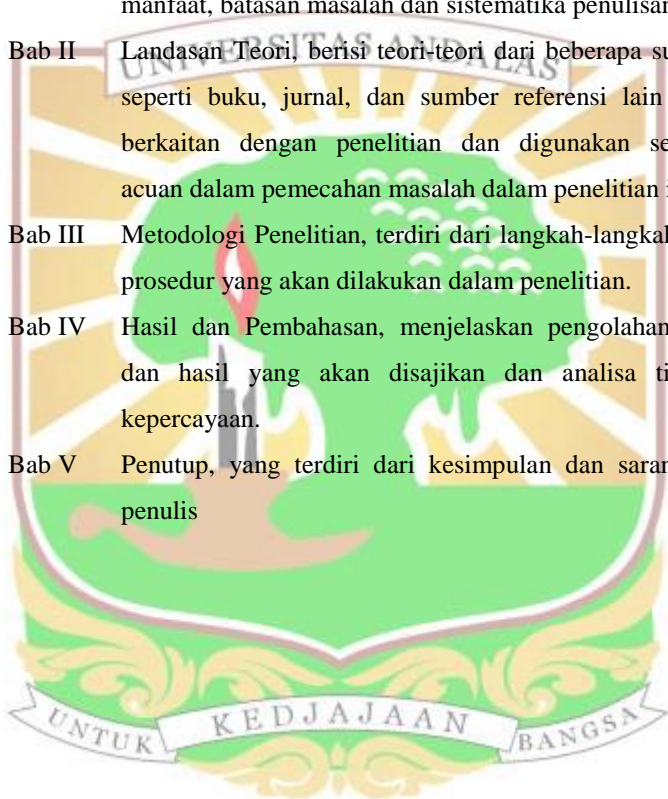 manfaat, batasan masalah dan sistematika penulisan
Bab II Landasan Teori, berisi teori-teori dari beberapa su
UNIVERSITAS ANDALAS
seperti buku, jurnal, dan sumber referensi lain
berkaitan dengan penelitian dan digunakan se
acuan dalam pemecahan masalah dalam penelitian i
Bab III Metodologi Penelitian, terdiri dari langkah-langkah
prosedur yang akan dilakukan dalam penelitian.
Bab IV Hasil dan Pembahasan, menjelaskan pengolahan
dan hasil yang akan disajikan dan analisa ti
kepercayaan.
Bab V Penutup, yang terdiri dari kesimpulan dan saran
penulis
UNTUK KEDJAJAAN BANGSA